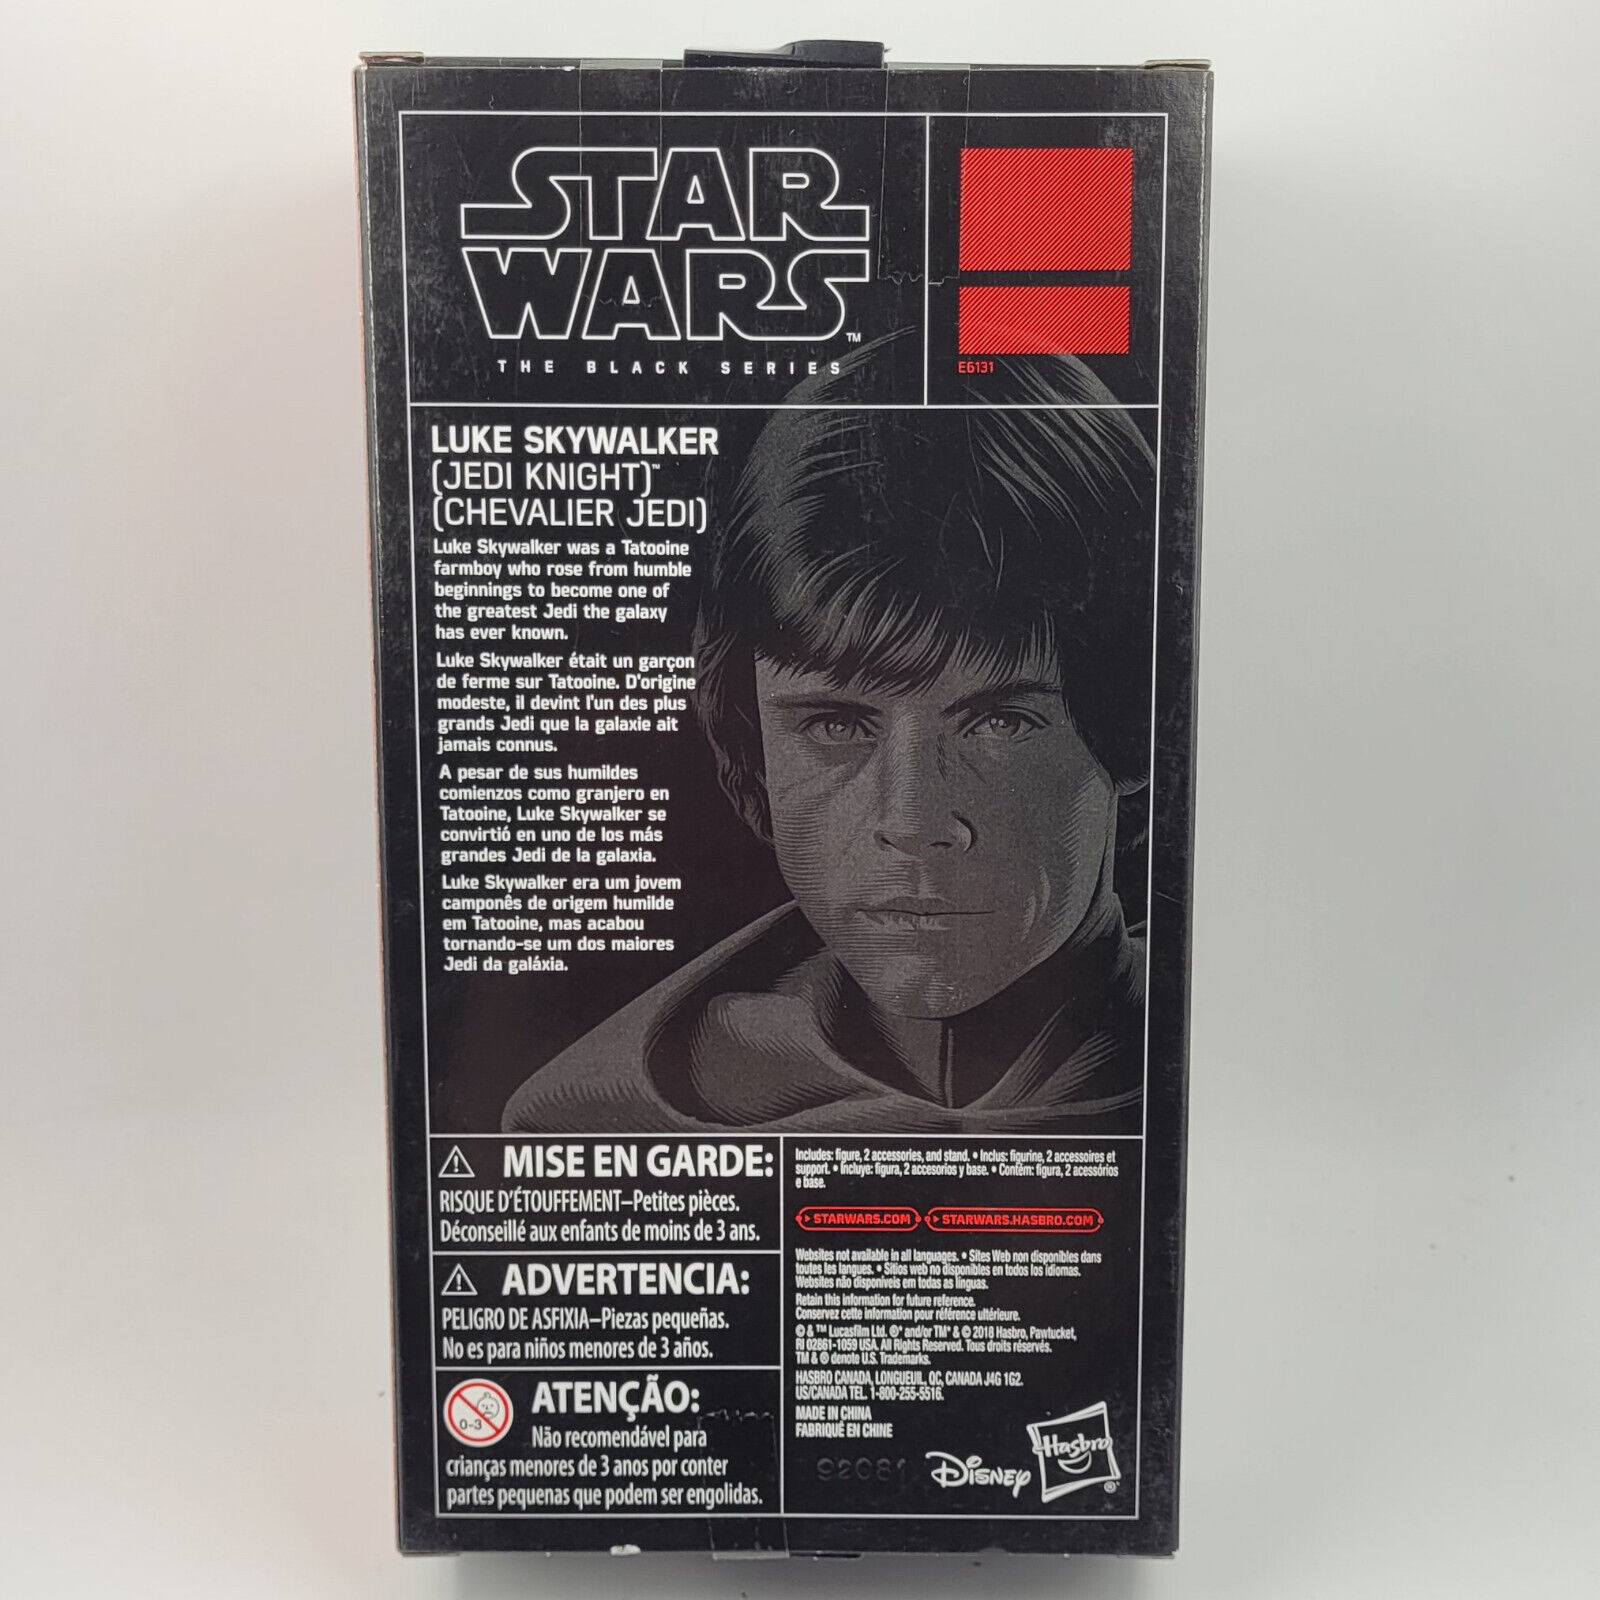 STAR
WARS™
THE BLACK SERIES
E6131
LUKE SKYWALKER
(JEDI KNIGHT)™
(CHEVALIER JEDI)
Luke Skywalker was a Tatooine
farmboy who rose from humble
beginnings to become one of
the greatest Jedi the galaxy
has ever known.
Luke Skywalker était un garçon
de ferme sur Tatooine. D'origine
modeste, il devint l'un des plus
grands Jedi que la galaxie ait
jamais connus.
A pesar de sus humildes
comienzos como granjero en
Tatooine, Luke Skywalker se
convirtió en uno de los más
grandes Jedi de la galaxia.
Luke Skywalker era um jovem
camponês de origem humilde
em Tatooine, mas acabou
tornando-se um dos maiores
Jedi da galáxia.
MISE EN GARDE:
RISQUE D'ÉTOUFFEMENT–Petites pièces.
Déconseillé aux enfants de moins de 3 ans.
ADVERTENCIA:
PELIGRO DE ASFIXIA–Piezas pequeñas.
No es para niños menores de 3 años.
0-3
ATENÇÃO:
Não recomendável para
crianças menores de 3 anos por conter
partes pequenas que podem ser engolidas.
Includes: figure, 2 accessories, and stand. • Inclus: figurine, 2 accessoires et
support. • Incluye: figura, 2 accesorios y base. • Contém: figura, 2 acessórios
e base.
STARWARS.COM STARWARS.HASBRO.COM
Websites not available in all languages. • Sites Web non disponibles dans
toutes les langues. • Sitios web no disponibles en todos los idiomas.
Websites não disponíveis em todas as línguas.
Retain this information for future reference.
Conservez cette information pour référence ultérieure.
© & ™ Lucasfilm Ltd. ®* and/or TM* & © 2018 Hasbro, Pawtucket,
RI 02861-1059 USA. All Rights Reserved. Tous droits réservés.
TM & ® denote U.S. Trademarks.
HASBRO CANADA, LONGUEUIL, QC, CANADA J4G 1G2.
US/CANADA TEL. 1-800-255-5516.
MADE IN CHINA
FABRIQUÉ EN CHINE
92081
Disney
Hasbro®